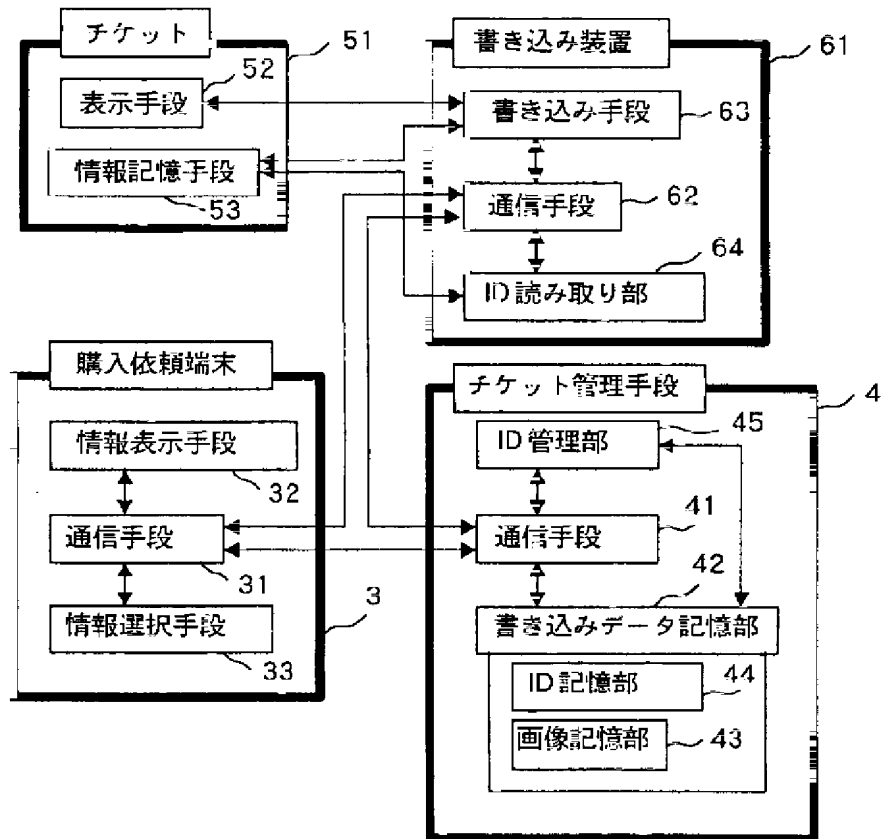 チケット
51
52
表示手段
情報記憶手段
53
書き込み装置
61
書き込み手段
63
通信手段
62
64
ID読み取り部
購入依頼端末
情報表示手段
32
通信手段
31
3
情報選択手段
33
チケット管理手段
4
45
ID管理部
41
通信手段
42
書き込みデータ記憶部
ID記憶部
44
画像記憶部
43